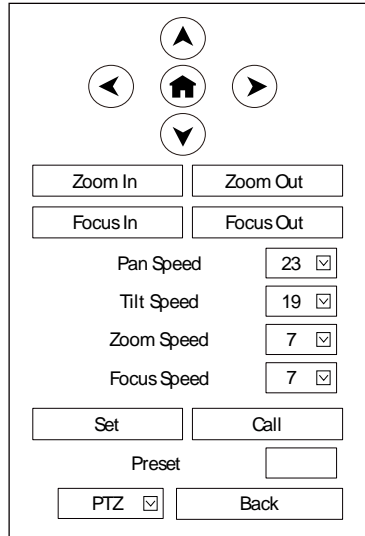 Zoom In Zoom Out
Focus In Focus Out
Pan Speed 23
Tilt Speed 19
Zoom Speed 7
Focus Speed 7
Set Call
Preset
PTZ Back